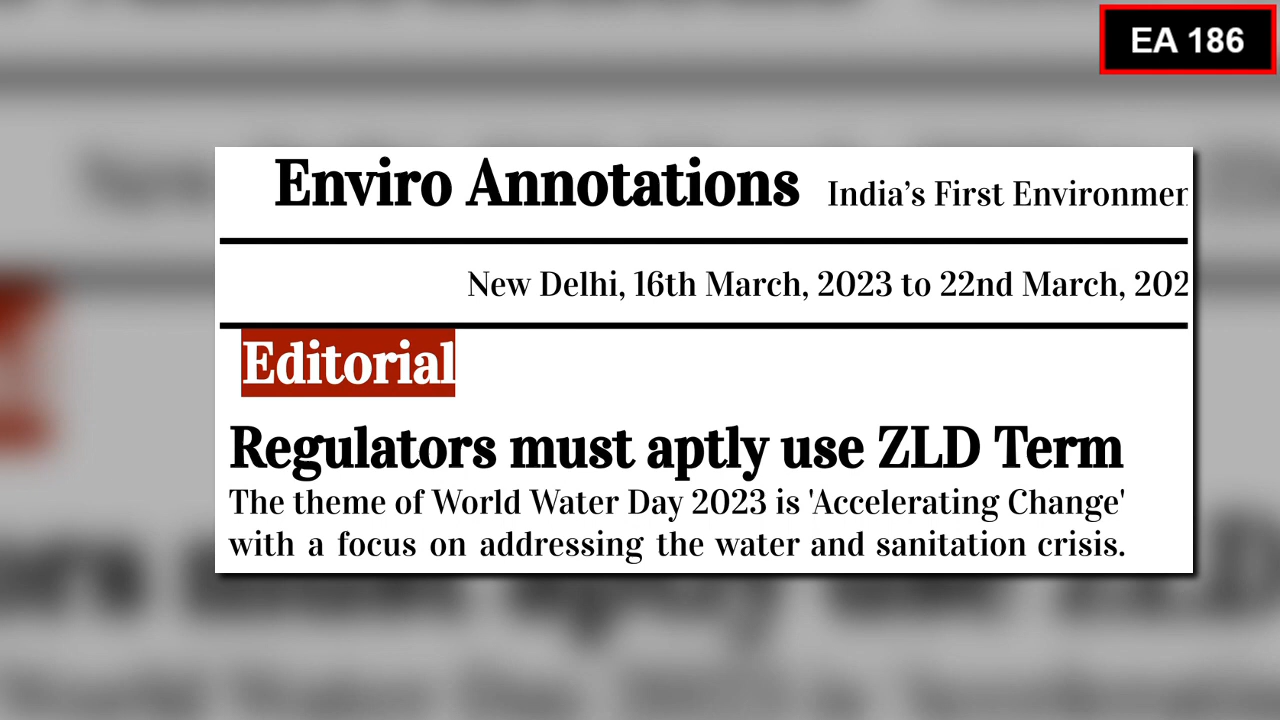 EA 186
Enviro Annotations India's First
New Delhi, 16th March, 2023 to 22nd March,
Editorial
Regulators must aptly use ZLD Term
The theme of World Water Day 2023 is 'Accelerating Change'
with a focus on addressing the water and sanitation crisis.